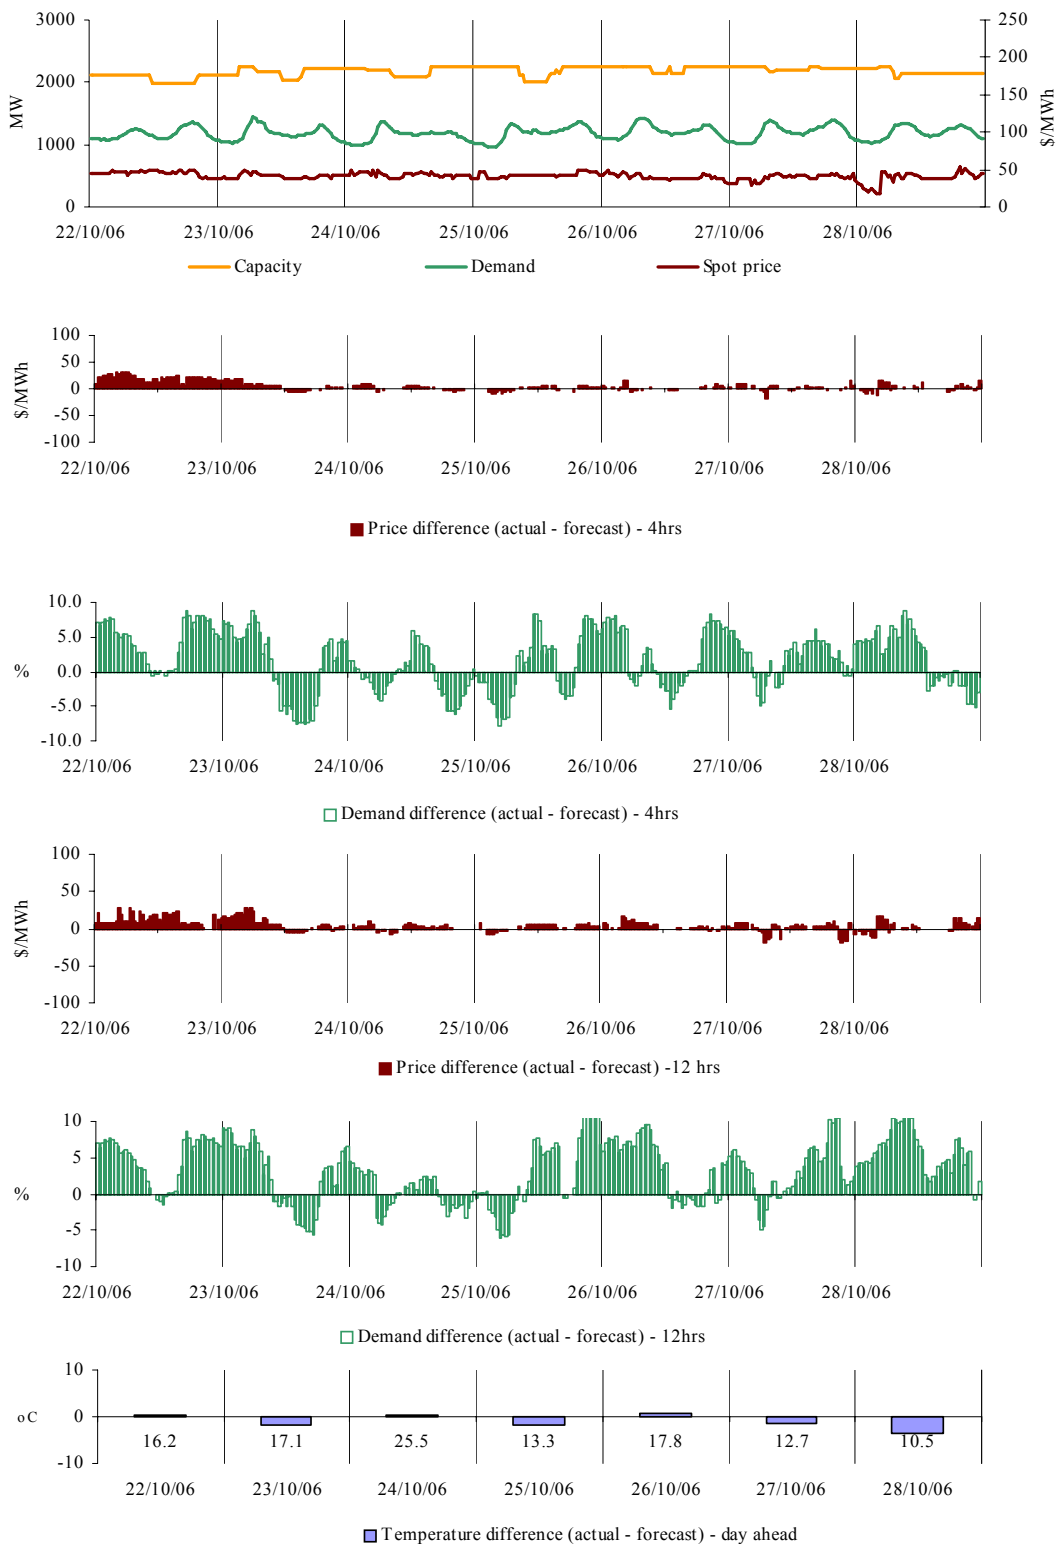 3000 250
2000 200
150
1000 100
50
0 0
MW
$/MWh
22/10/06 23/10/06 24/10/06 25/10/06 26/10/06 27/10/06 28/10/06
Capacity Demand Spot price
100
50
0
-50
-100
$/MWh
22/10/06 23/10/06 24/10/06 25/10/06 26/10/06 27/10/06 28/10/06
Price difference (actual - forecast) - 4hrs
10.0
5.0
0.0
-5.0
-10.0
%
22/10/06 23/10/06 24/10/06 25/10/06 26/10/06 27/10/06 28/10/06
Demand difference (actual - forecast) - 4hrs
100
50
0
-50
-100
$/MWh
22/10/06 23/10/06 24/10/06 25/10/06 26/10/06 27/10/06 28/10/06
Price difference (actual - forecast) -12 hrs
10
5
0
-5
-10
%
22/10/06 23/10/06 24/10/06 25/10/06 26/10/06 27/10/06 28/10/06
Demand difference (actual - forecast) - 12hrs
10
0
-10
oC
16.2 17.1 25.5 13.3 17.8 12.7 10.5
22/10/06 23/10/06 24/10/06 25/10/06 26/10/06 27/10/06 28/10/06
Temperature difference (actual - forecast) - day ahead